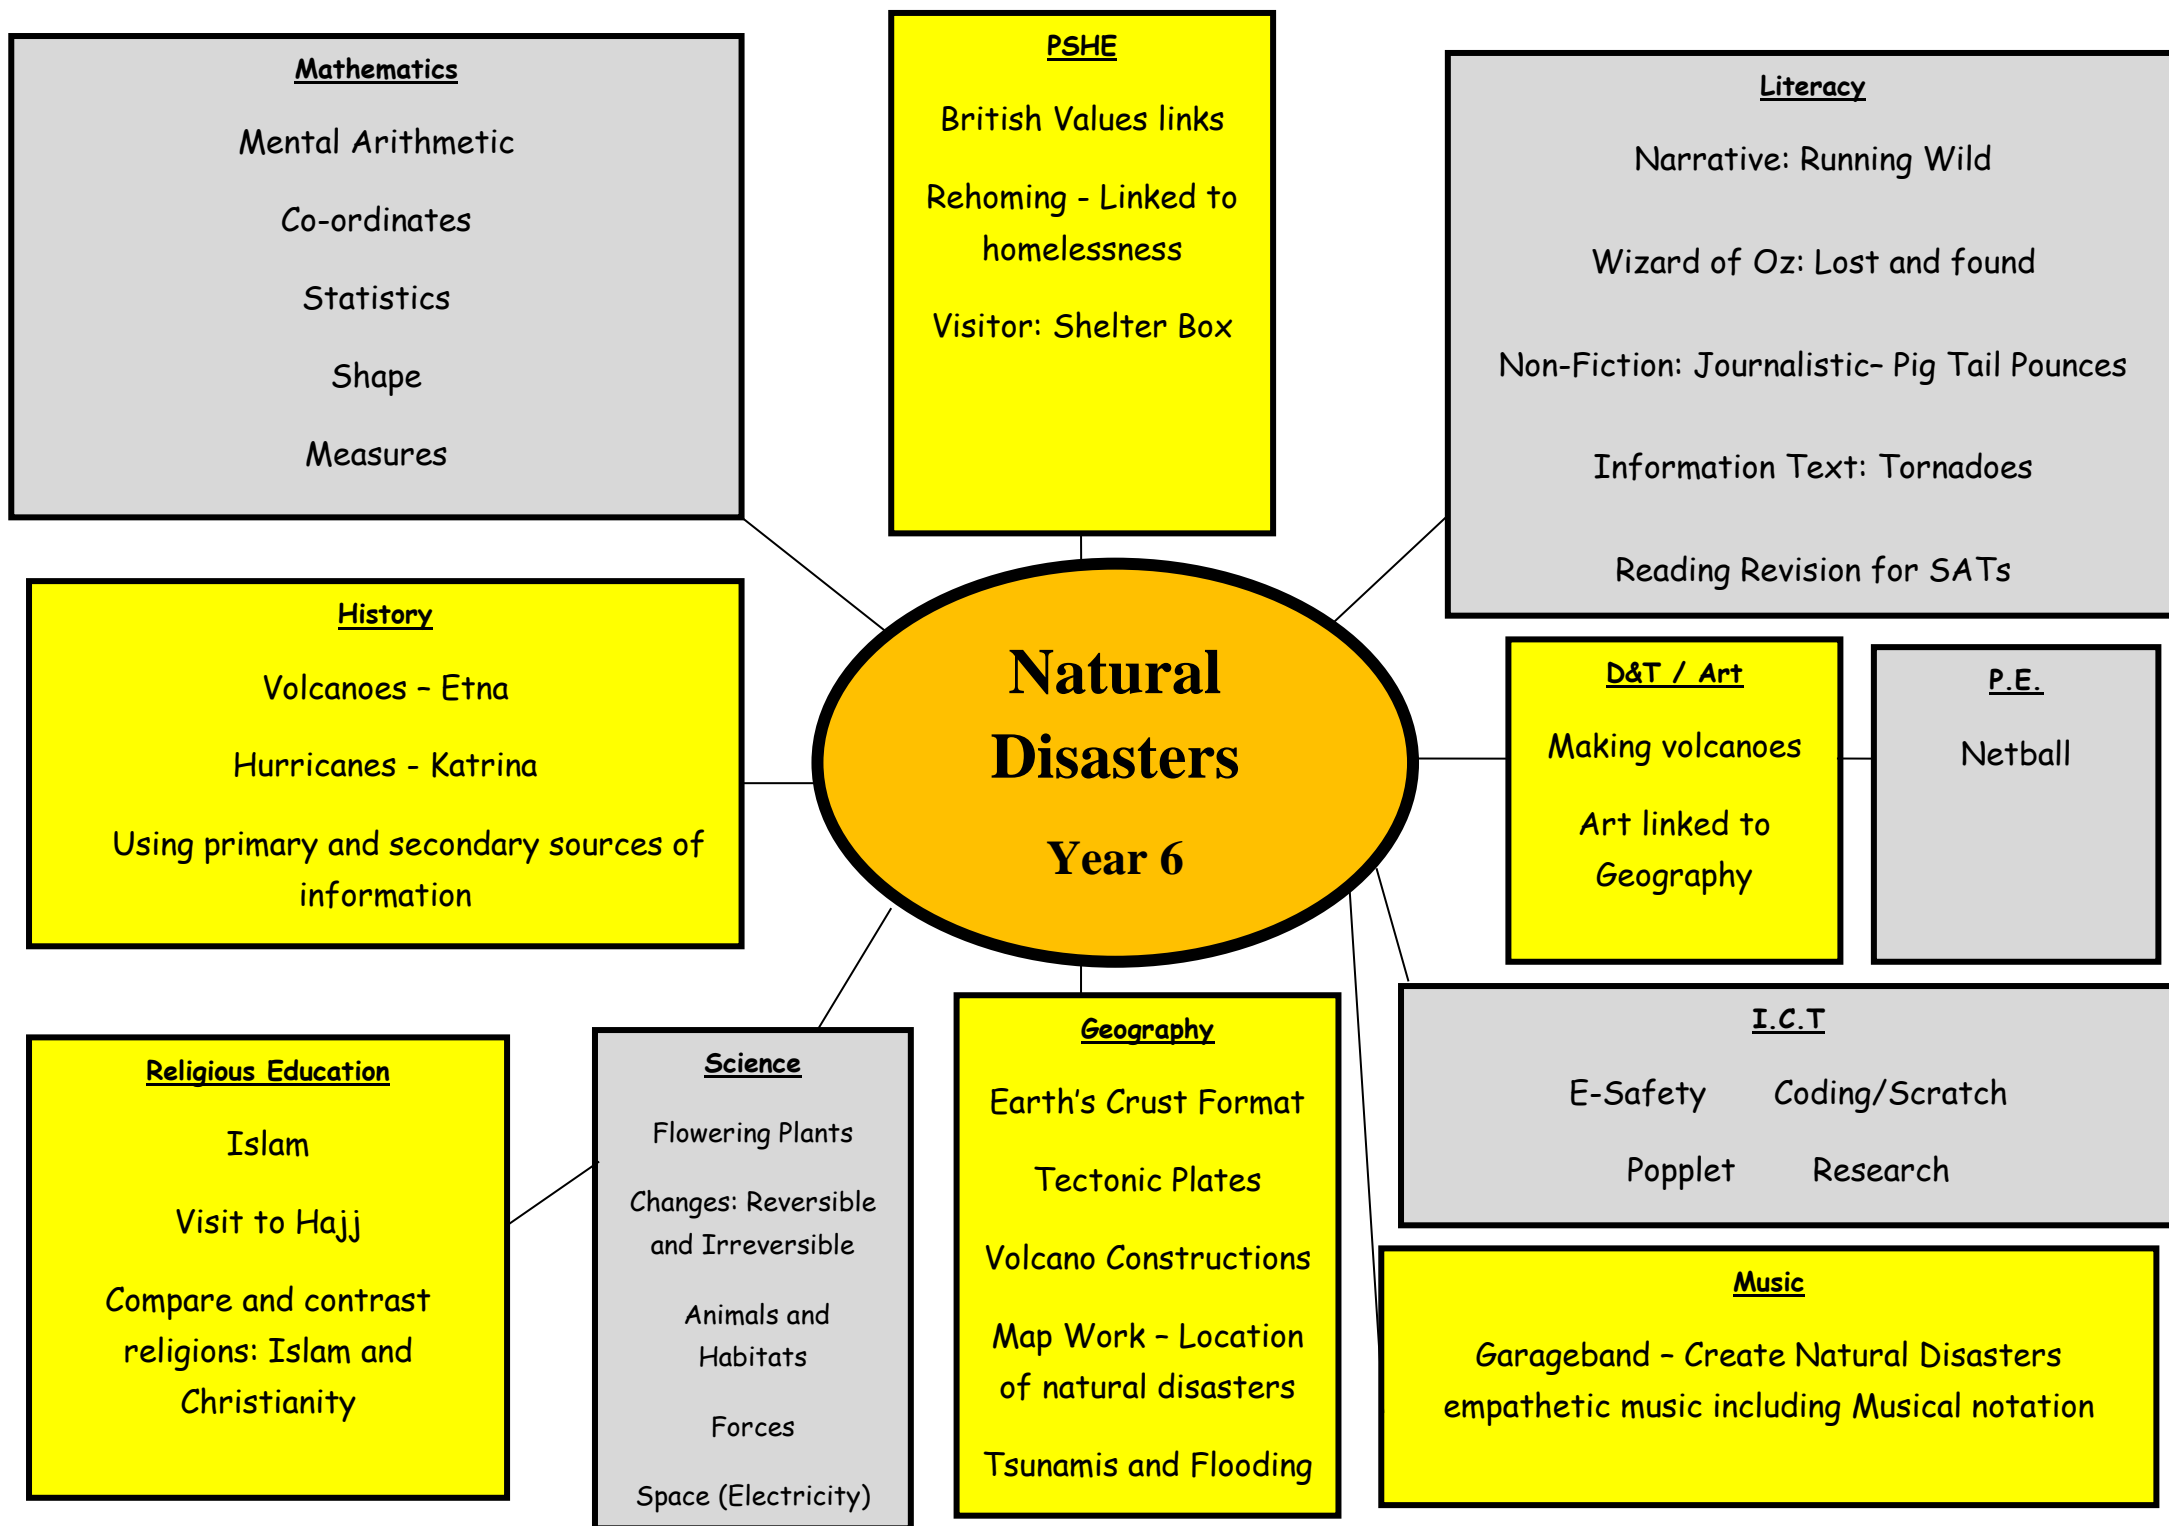 Mathematics
Mental Arithmetic
Co-ordinates
Statistics
Shape
Measures
PSHE
British Values links
Rehoming - Linked to
homelessness
Visitor: Shelter Box
Literacy
Narrative: Running Wild
Wizard of Oz: Lost and found
Non-Fiction: Journalistic– Pig Tail Pounces
Information Text: Tornadoes
Reading Revision for SATs
History
Volcanoes – Etna
Hurricanes - Katrina
Using primary and secondary sources of
information
Natural
Disasters
Year 6
D&T / Art
Making volcanoes
Art linked to
Geography
P.E.
Netball
Religious Education
Islam
Visit to Hajj
Compare and contrast
religions: Islam and
Christianity
Science
Flowering Plants
Changes: Reversible
and Irreversible
Animals and
Habitats
Forces
Space (Electricity)
Geography
Earth’s Crust Format
Tectonic Plates
Volcano Constructions
Map Work – Location
of natural disasters
Tsunamis and Flooding
I.C.T
E-Safety Coding/Scratch
Popplet Research
Music
Garageband – Create Natural Disasters
empathetic music including Musical notation